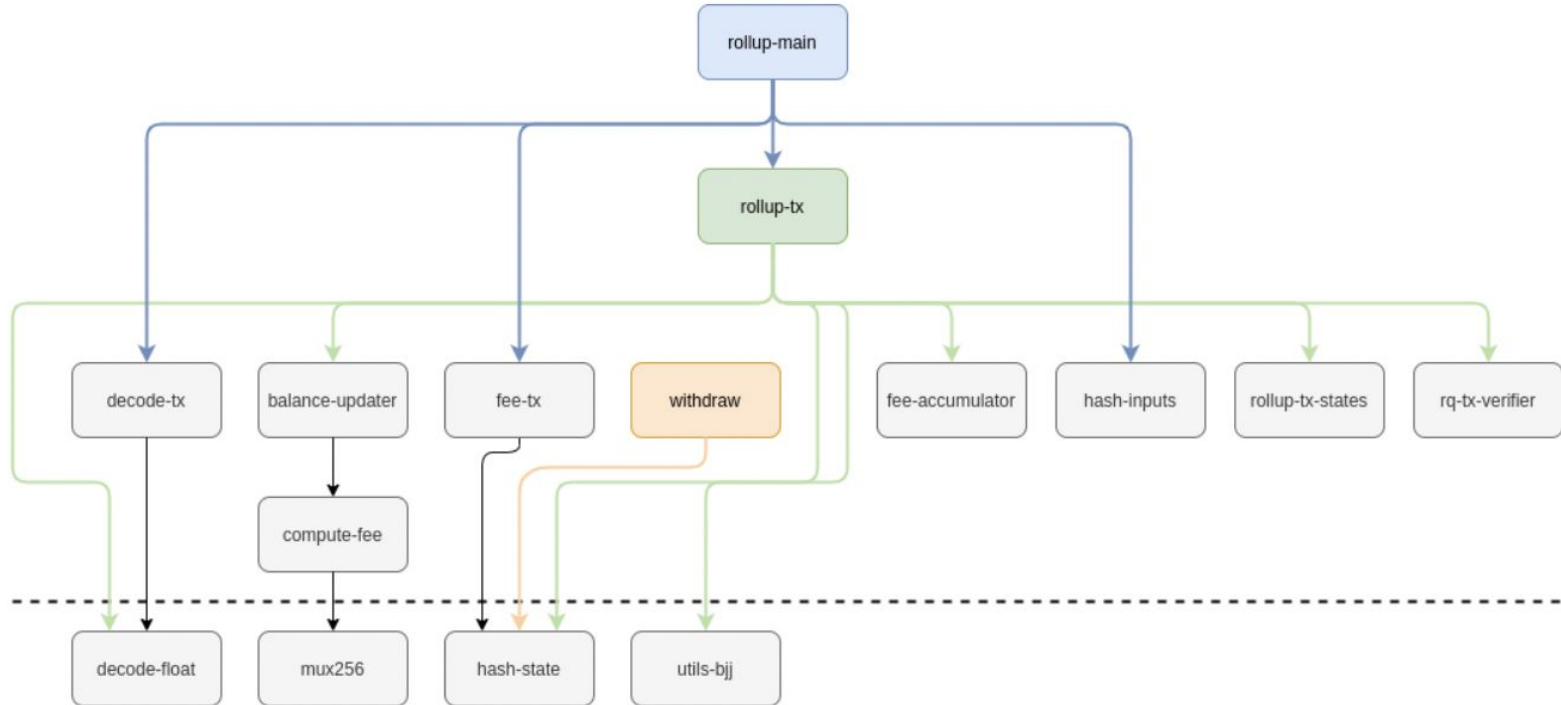 rollup-main
rollup-tx
decode-tx
balance-updater
fee-tx
withdraw
fee-accumulator
hash-inputs
rollup-tx-states
rq-tx-verifier
compute-fee
decode-float
mux256
hash-state
utils-bjj